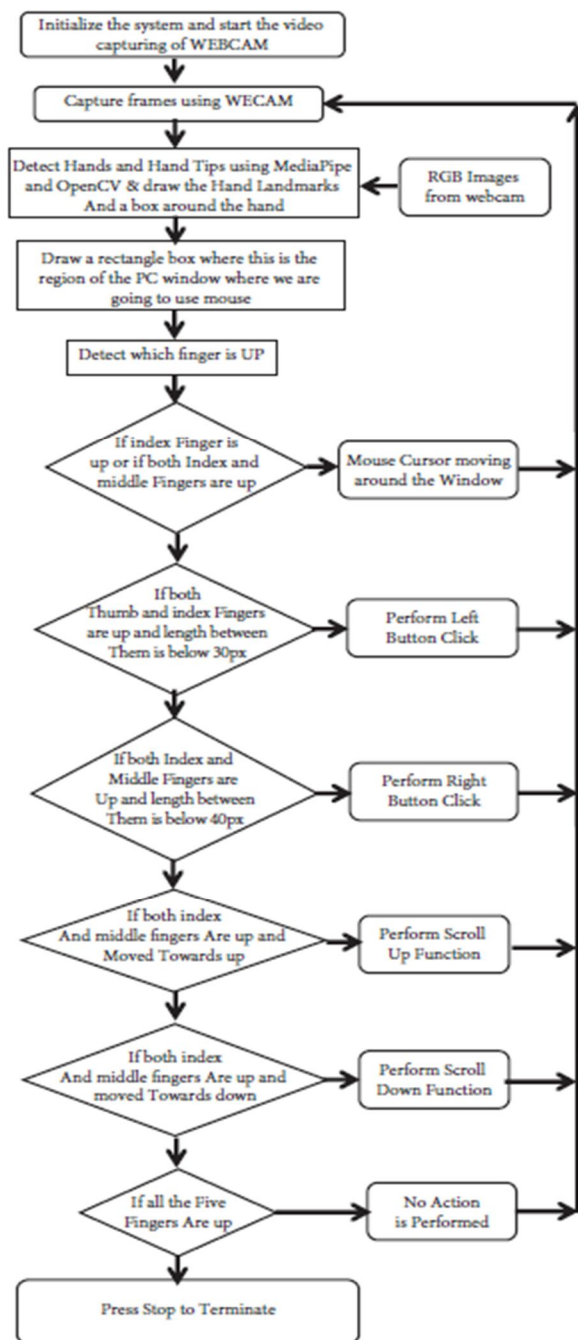 Initialize the system and start the video
capturing of WEBCAM
Capture frames using WECAM
Detect Hands and Hand Tips using MediaPipe
and OpenCV & draw the Hand Landmarks
And a box around the hand
RGB Images
from webcam
Draw a rectangle box where this is the
region of the PC window where we are
going to use mouse
Detect which finger is UP
If index Finger is
up or if both Index and
middle Fingers are up
Mouse Cursor moving
around the Window
If both
Thumb and index Fingers
are up and length between
Them is below 30px
Perform Left
Button Click
If both Index and
Middle Fingers are
Up and length between
Them is below 40px
Perform Right
Button Click
If both index
And middle fingers Are up and
Moved Towards up
Perform Scroll
Up Function
If both index
And middle fingers Are up and
moved Towards down
Perform Scroll
Down Function
If all the Five
Fingers Are up
No Action
is Performed
Press Stop to Terminate